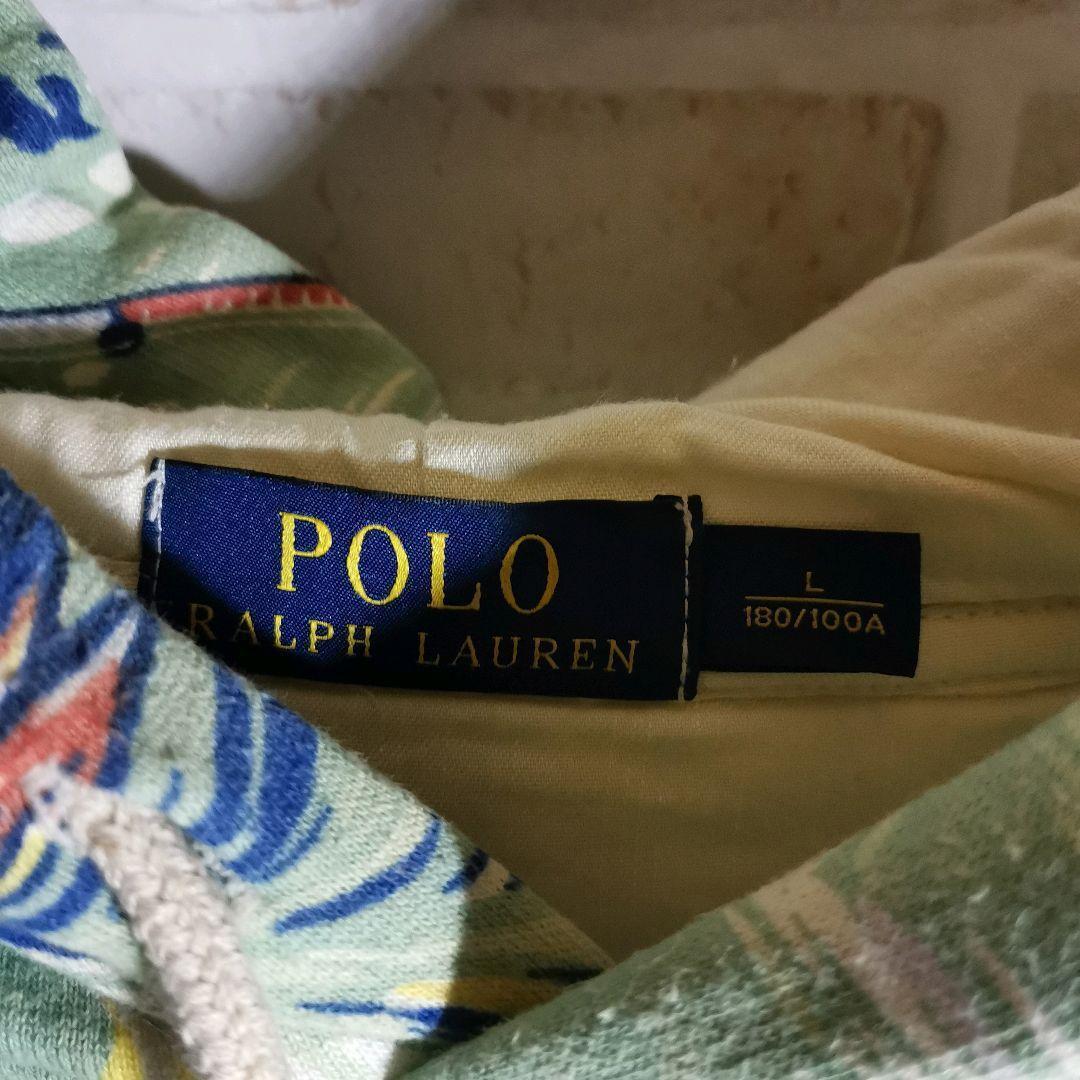 POLO
RALPH LAUREN
L
180/100A